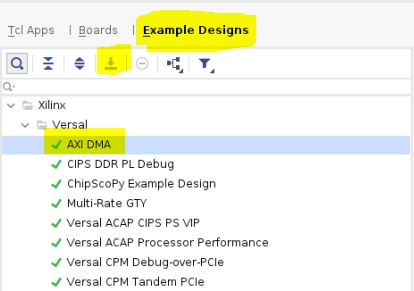 Tcl Apps | Boards | Example Designs
Q-
Xilinx
Versal
AXI DMA
CIPS DDR PL Debug
ChipScoPy Example Design
Multi-Rate GTY
Versal ACAP CIPS PS VIP
Versal ACAP Processor Performance
Versal CPM Debug-over-PCIe
Versal CPM Tandem PCIe